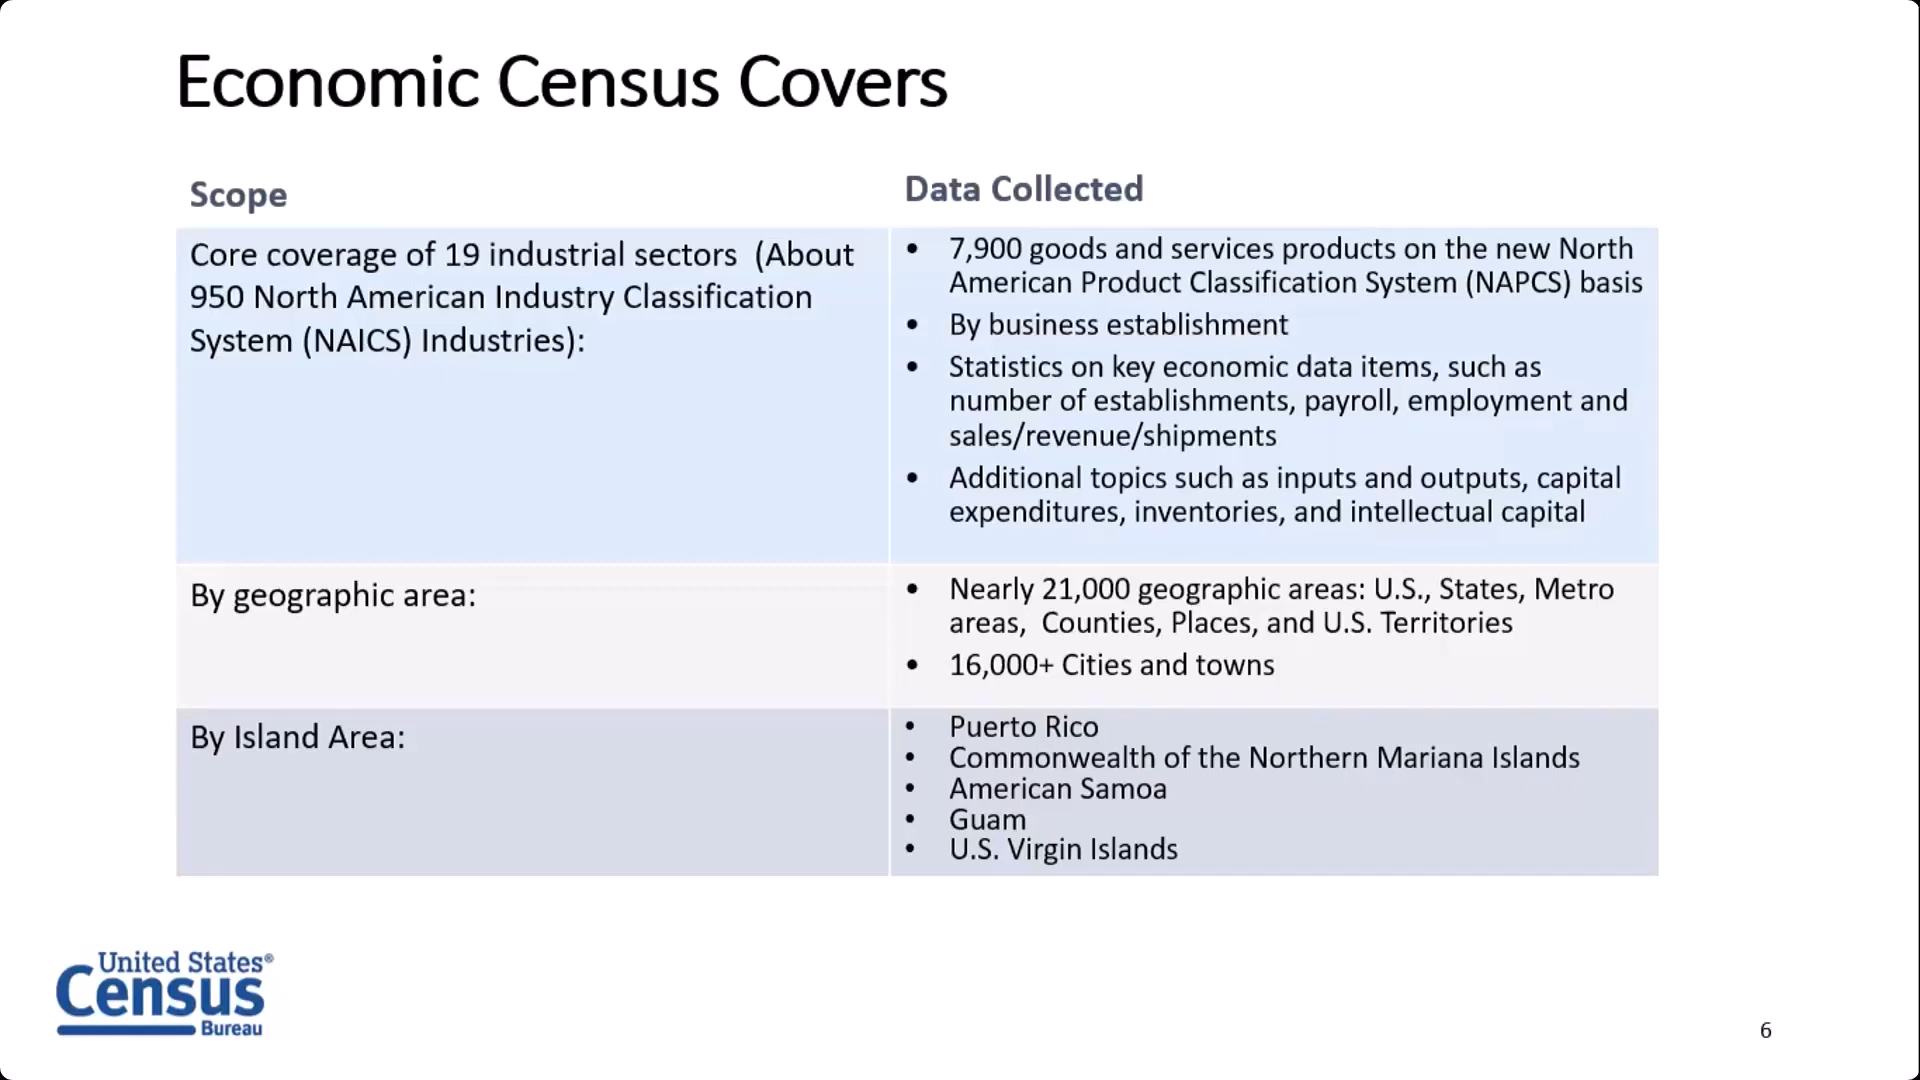 Economic Census Covers
Scope
Data Collected
Core coverage of 19 industrial sectors  (About
950 North American Industry Classification
System (NAICS) Industries):
• 7,900 goods and services products on the new North
American Product Classification System (NAPCS) basis
• By business establishment
• Statistics on key economic data items, such as
number of establishments, payroll, employment and
sales/revenue/shipments
• Additional topics such as inputs and outputs, capital
expenditures, inventories, and intellectual capital
By geographic area:
• Nearly 21,000 geographic areas: U.S., States, Metro
areas,  Counties, Places, and U.S. Territories
• 16,000+ Cities and towns
By Island Area:
• Puerto Rico
• Commonwealth of the Northern Mariana Islands
• American Samoa
• Guam
• U.S. Virgin Islands
United States®
Census
Bureau
6